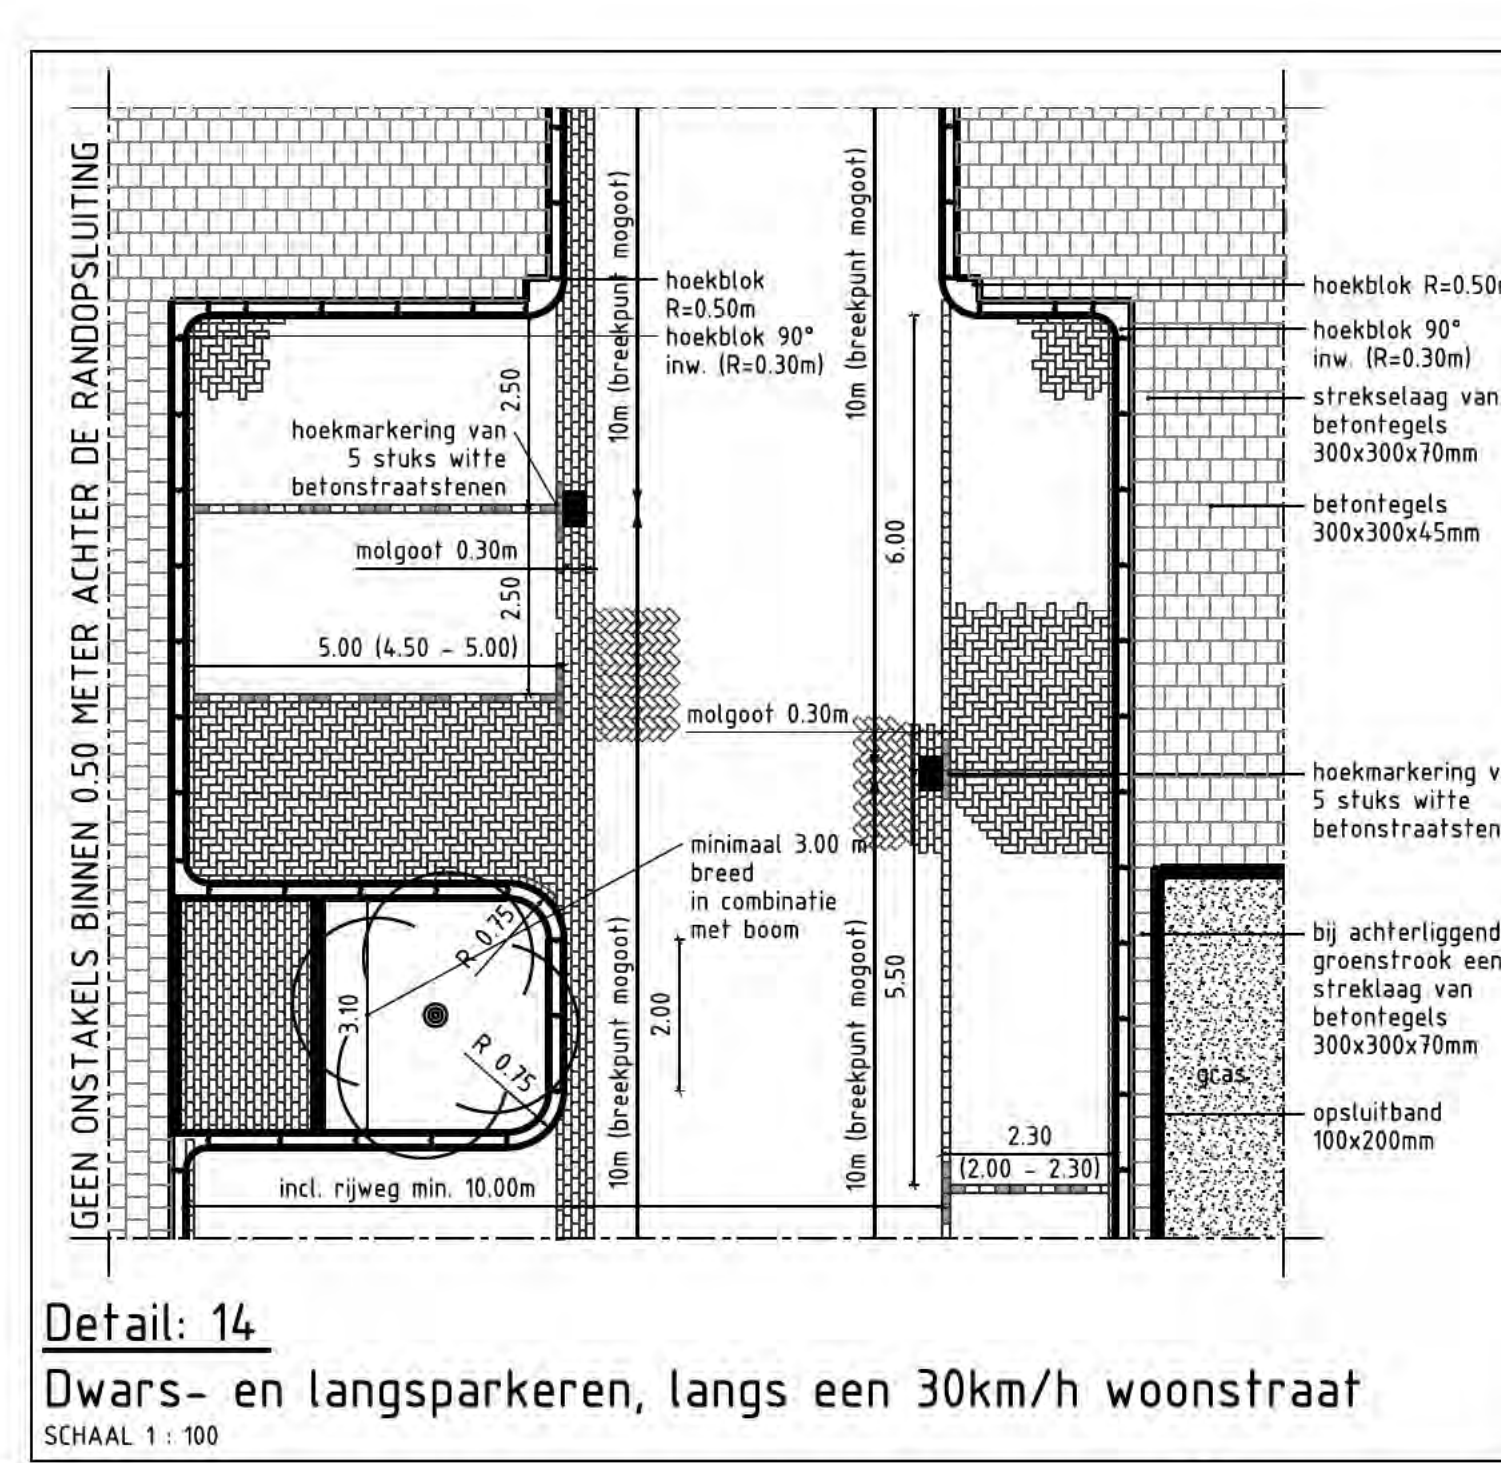 GEEN ONSTAKELS BINNEN 0.50 METER ACHTER DE RANDOPSLUITING
10m (breekpunt mogoot)
10m (breekpunt mogoot)
hoekblok
R=0.50m
hoekblok 90°
inw. (R=0.30m)
2.50
hoekmarkering van
5 stuks witte
betonstraatstenen
molgoot 0.30m
2.50
5.00 (4.50 - 5.00)
molgoot 0.30m
6.00
minimaal 3.00 m
breed
in combinatie
met boom
R 0.75
3.10
R 0.75
10m (breekpunt mogoot)
2.00
10m (breekpunt mogoot)
5.50
2.30
(2.00 - 2.30)
incl. rijweg min. 10.00m
hoekblok R=0.50m
hoekblok 90°
inw. (R=0.30m)
strekselaag van
betontegels
300x300x70mm
betontegels
300x300x45mm
hoekmarkering v
5 stuks witte
betonstraatsten
bij achterliggend
groenstrook een
streklaag van
betontegels
300x300x70mm
gras
opsluitband
100x200mm
Detail: 14
Dwars- en langsparkeren, langs een 30km/h woonstraat
SCHAAL 1 : 100